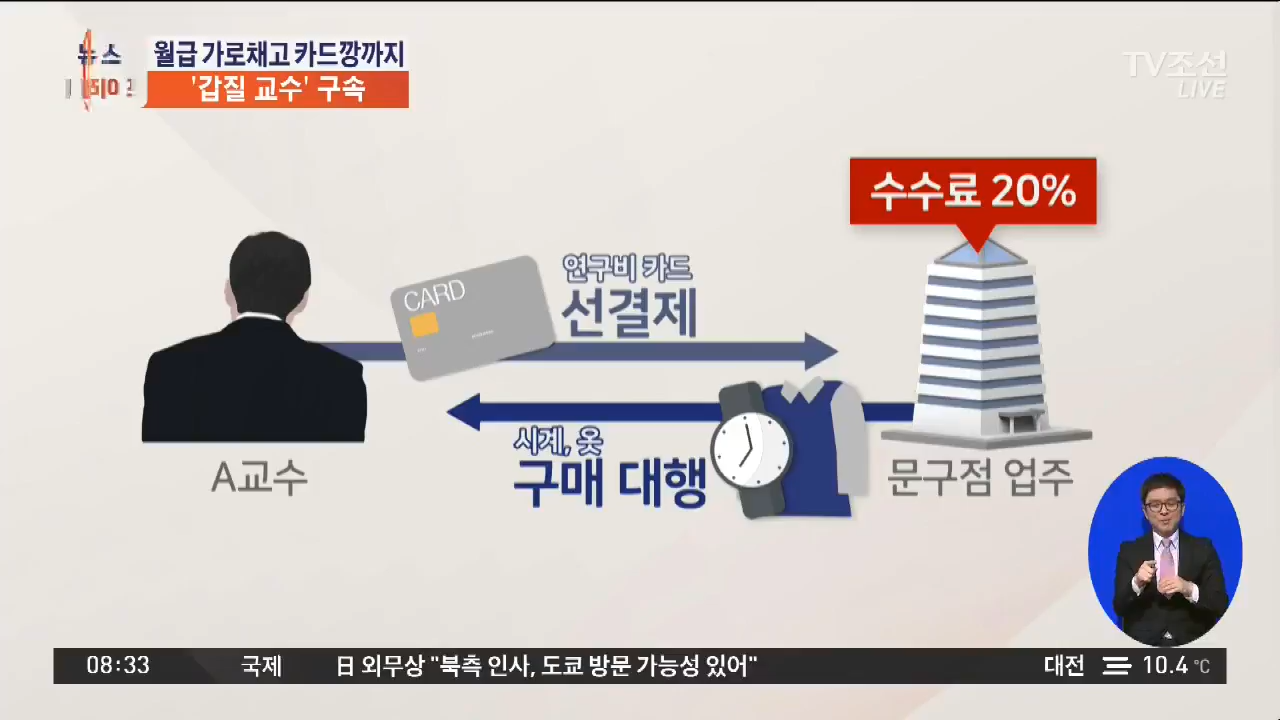 뉴스
월급 가로채고 카드깡까지
'갑질 교수' 구속
TV조선
LIVE
수수료 20%
CARD
연구비 카드
선결제
시계, 옷
구매 대행
A교수
문구점 업주
08:33 국제 日 외무상 "북측 인사, 도쿄 방문 가능성 있어" 대전 10.4℃